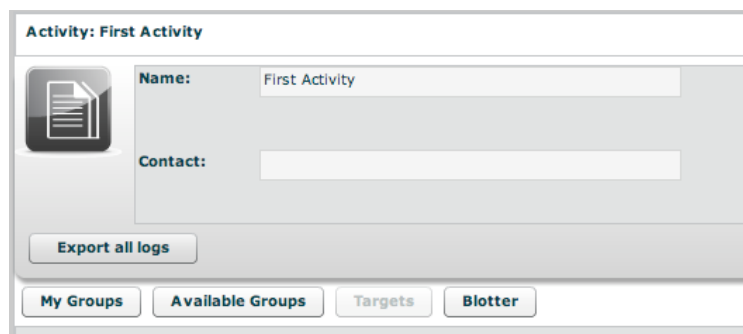 Activity: First Activity
Name: First Activity
Contact:
Export all logs
My Groups Available Groups Targets Blotter